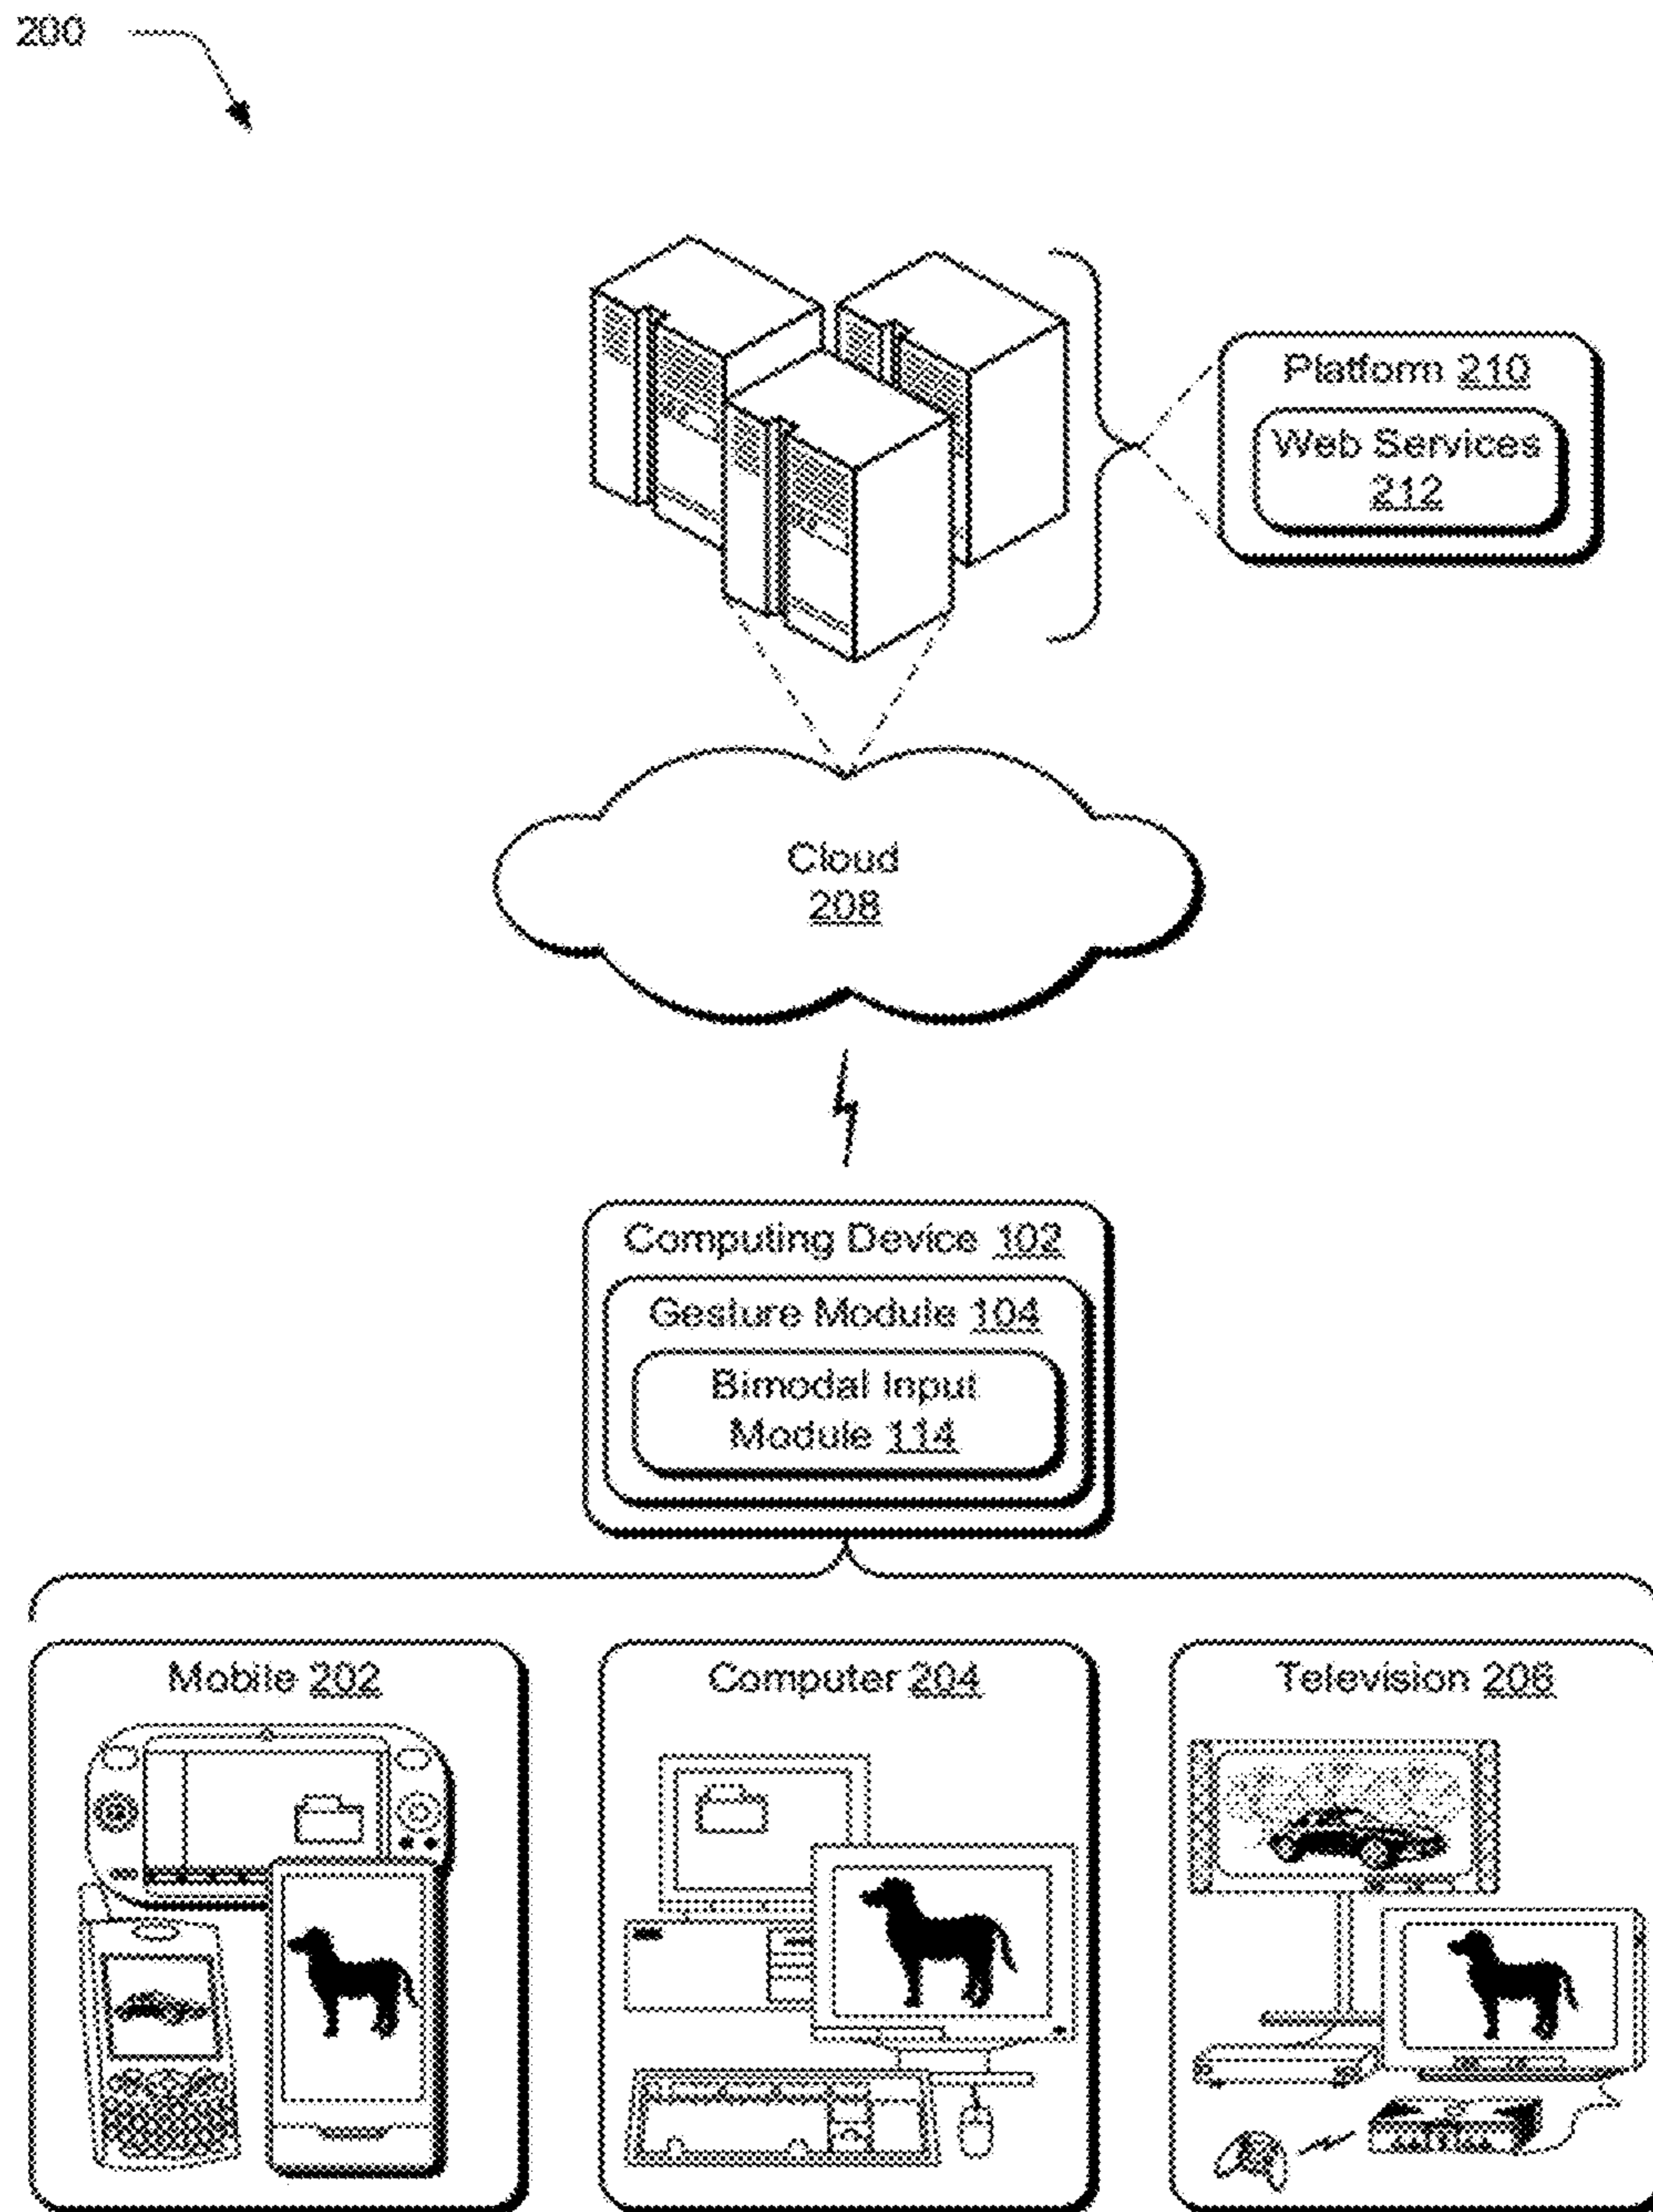 200
Platform 210
Web Services
212
Cloud
208
Computing Device 102
Gesture Module 104
Bimodal Input
Module 114
Mobile 202
Computer 204
Television 206